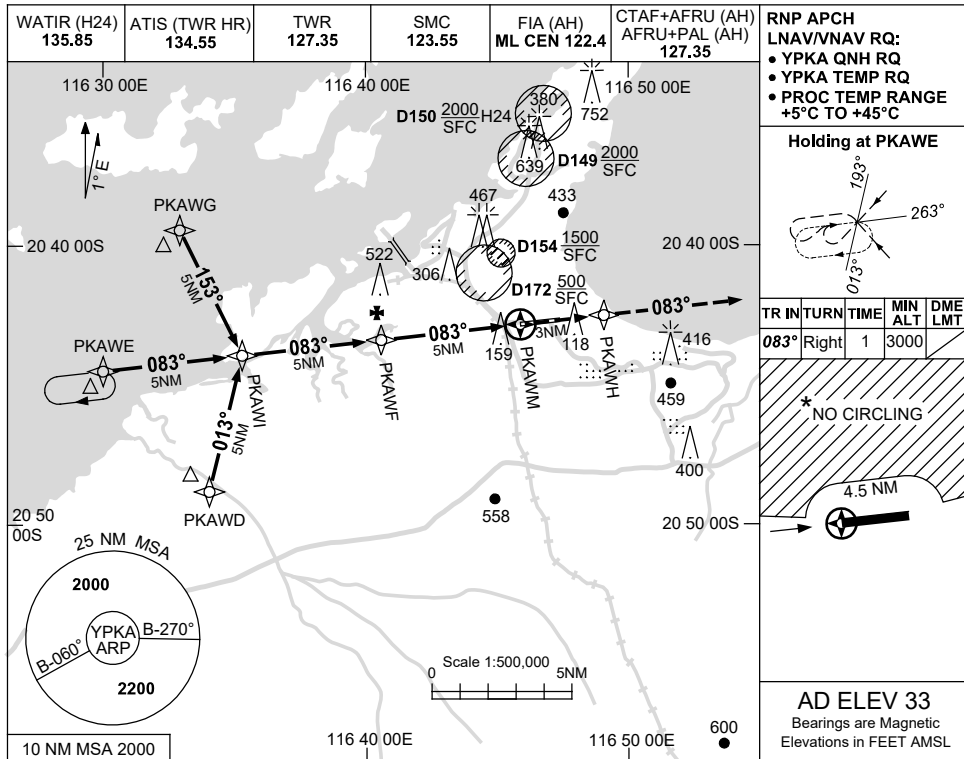 WATIR (H24)
135.85
ATIS (TWR HR)
134.55
TWR
127.35
SMC
123.55
FIA (AH)
ML CEN 122.4
CTAF+AFRU (AH)
AFRU+PAL (AH)
127.35
RNP APCH
LNAV/VNAV RQ:
• YPKA QNH RQ
• YPKA TEMP RQ
• PROC TEMP RANGE
+5°C TO +45°C
Holding at PKAWE
193°
263°
013°
TR IN TURN TIME MIN ALT DME LMT
083° Right 1 3000
*NO CIRCLING
4.5 NM
AD ELEV 33
Bearings are Magnetic
Elevations in FEET AMSL
116 30 00E
116 40 00E
116 50 00E
1° E
D150 2000 SFC H24
380
752
639
D149 2000 SFC
467
433
PKAWG
20 40 00S
20 40 00S
522
306
D154 1500 SFC
D172 500 SFC
153°
5NM
PKAWE
083°
5NM
083°
5NM
083°
5NM
3NM
083°
159
118
416
PKAWI
PKAWF
PKAWM
PKAWH
013°
5NM
459
400
PKAWD
558
20 50 00S
20 50 00S
25 NM MSA
2000
YPKA
ARP
B-270°
B-060°
2200
Scale 1:500,000
0 5NM
600
10 NM MSA 2000
116 40 00E
116 50 00E